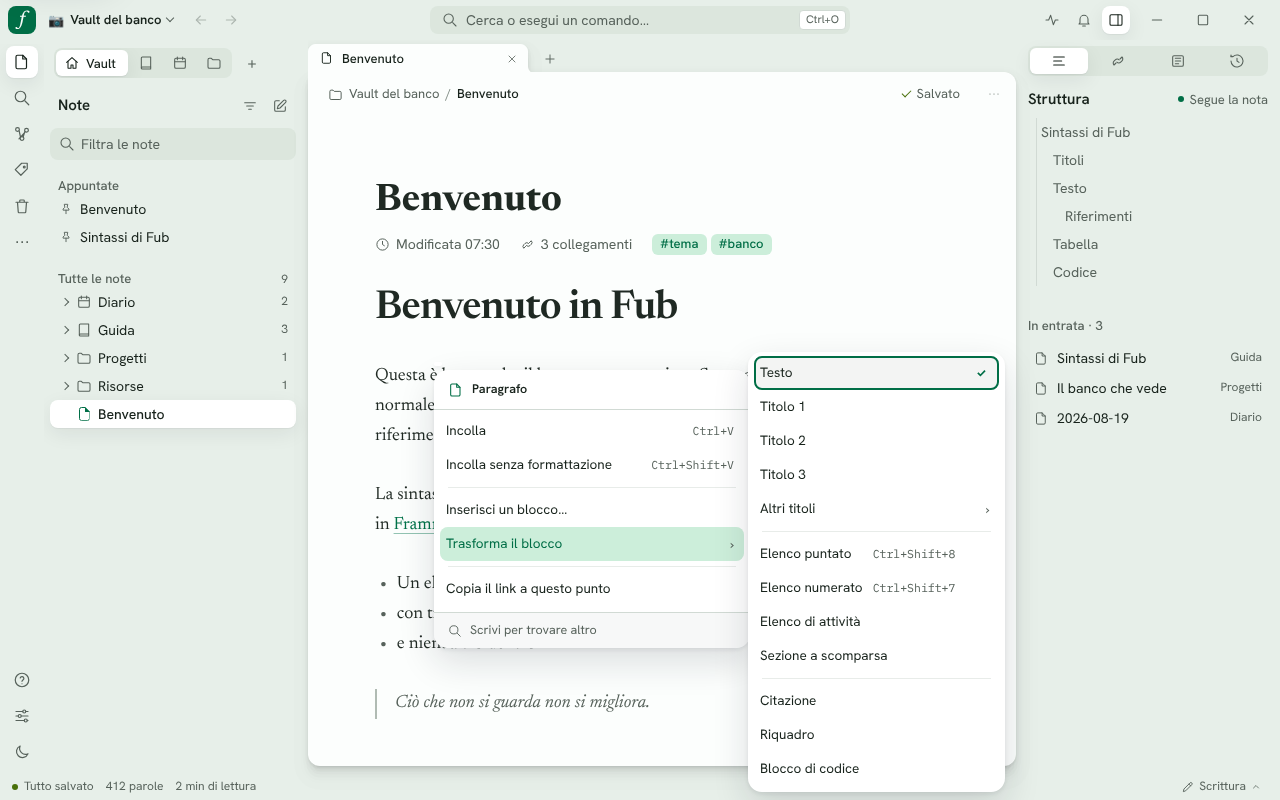 Vault del banco
Cerca o esegui un comando…
Ctrl+O
Vault
Note
Filtra le note
Appuntate
Benvenuto
Sintassi di Fub
Tutte le note 9
Diario 2
Guida 3
Progetti 1
Risorse 1
Benvenuto
Benvenuto
Vault del banco / Benvenuto
Salvato
Benvenuto
Modificata 07:30
3 collegamenti
#tema
#banco
Benvenuto in Fub
Questa è
normale
riferime
La sintas
in Framm
Un el
con t
e nien
Ciò che non si guarda non si migliora.
Paragrafo
Incolla Ctrl+V
Incolla senza formattazione Ctrl+Shift+V
Inserisci un blocco…
Trasforma il blocco
Copia il link a questo punto
Scrivi per trovare altro
Testo
Titolo 1
Titolo 2
Titolo 3
Altri titoli
Elenco puntato Ctrl+Shift+8
Elenco numerato Ctrl+Shift+7
Elenco di attività
Sezione a scomparsa
Citazione
Riquadro
Blocco di codice
Struttura
Segue la nota
Sintassi di Fub
Titoli
Testo
Riferimenti
Tabella
Codice
In entrata · 3
Sintassi di Fub Guida
Il banco che vede Progetti
2026-08-19 Diario
Tutto salvato
412 parole
2 min di lettura
Scrittura